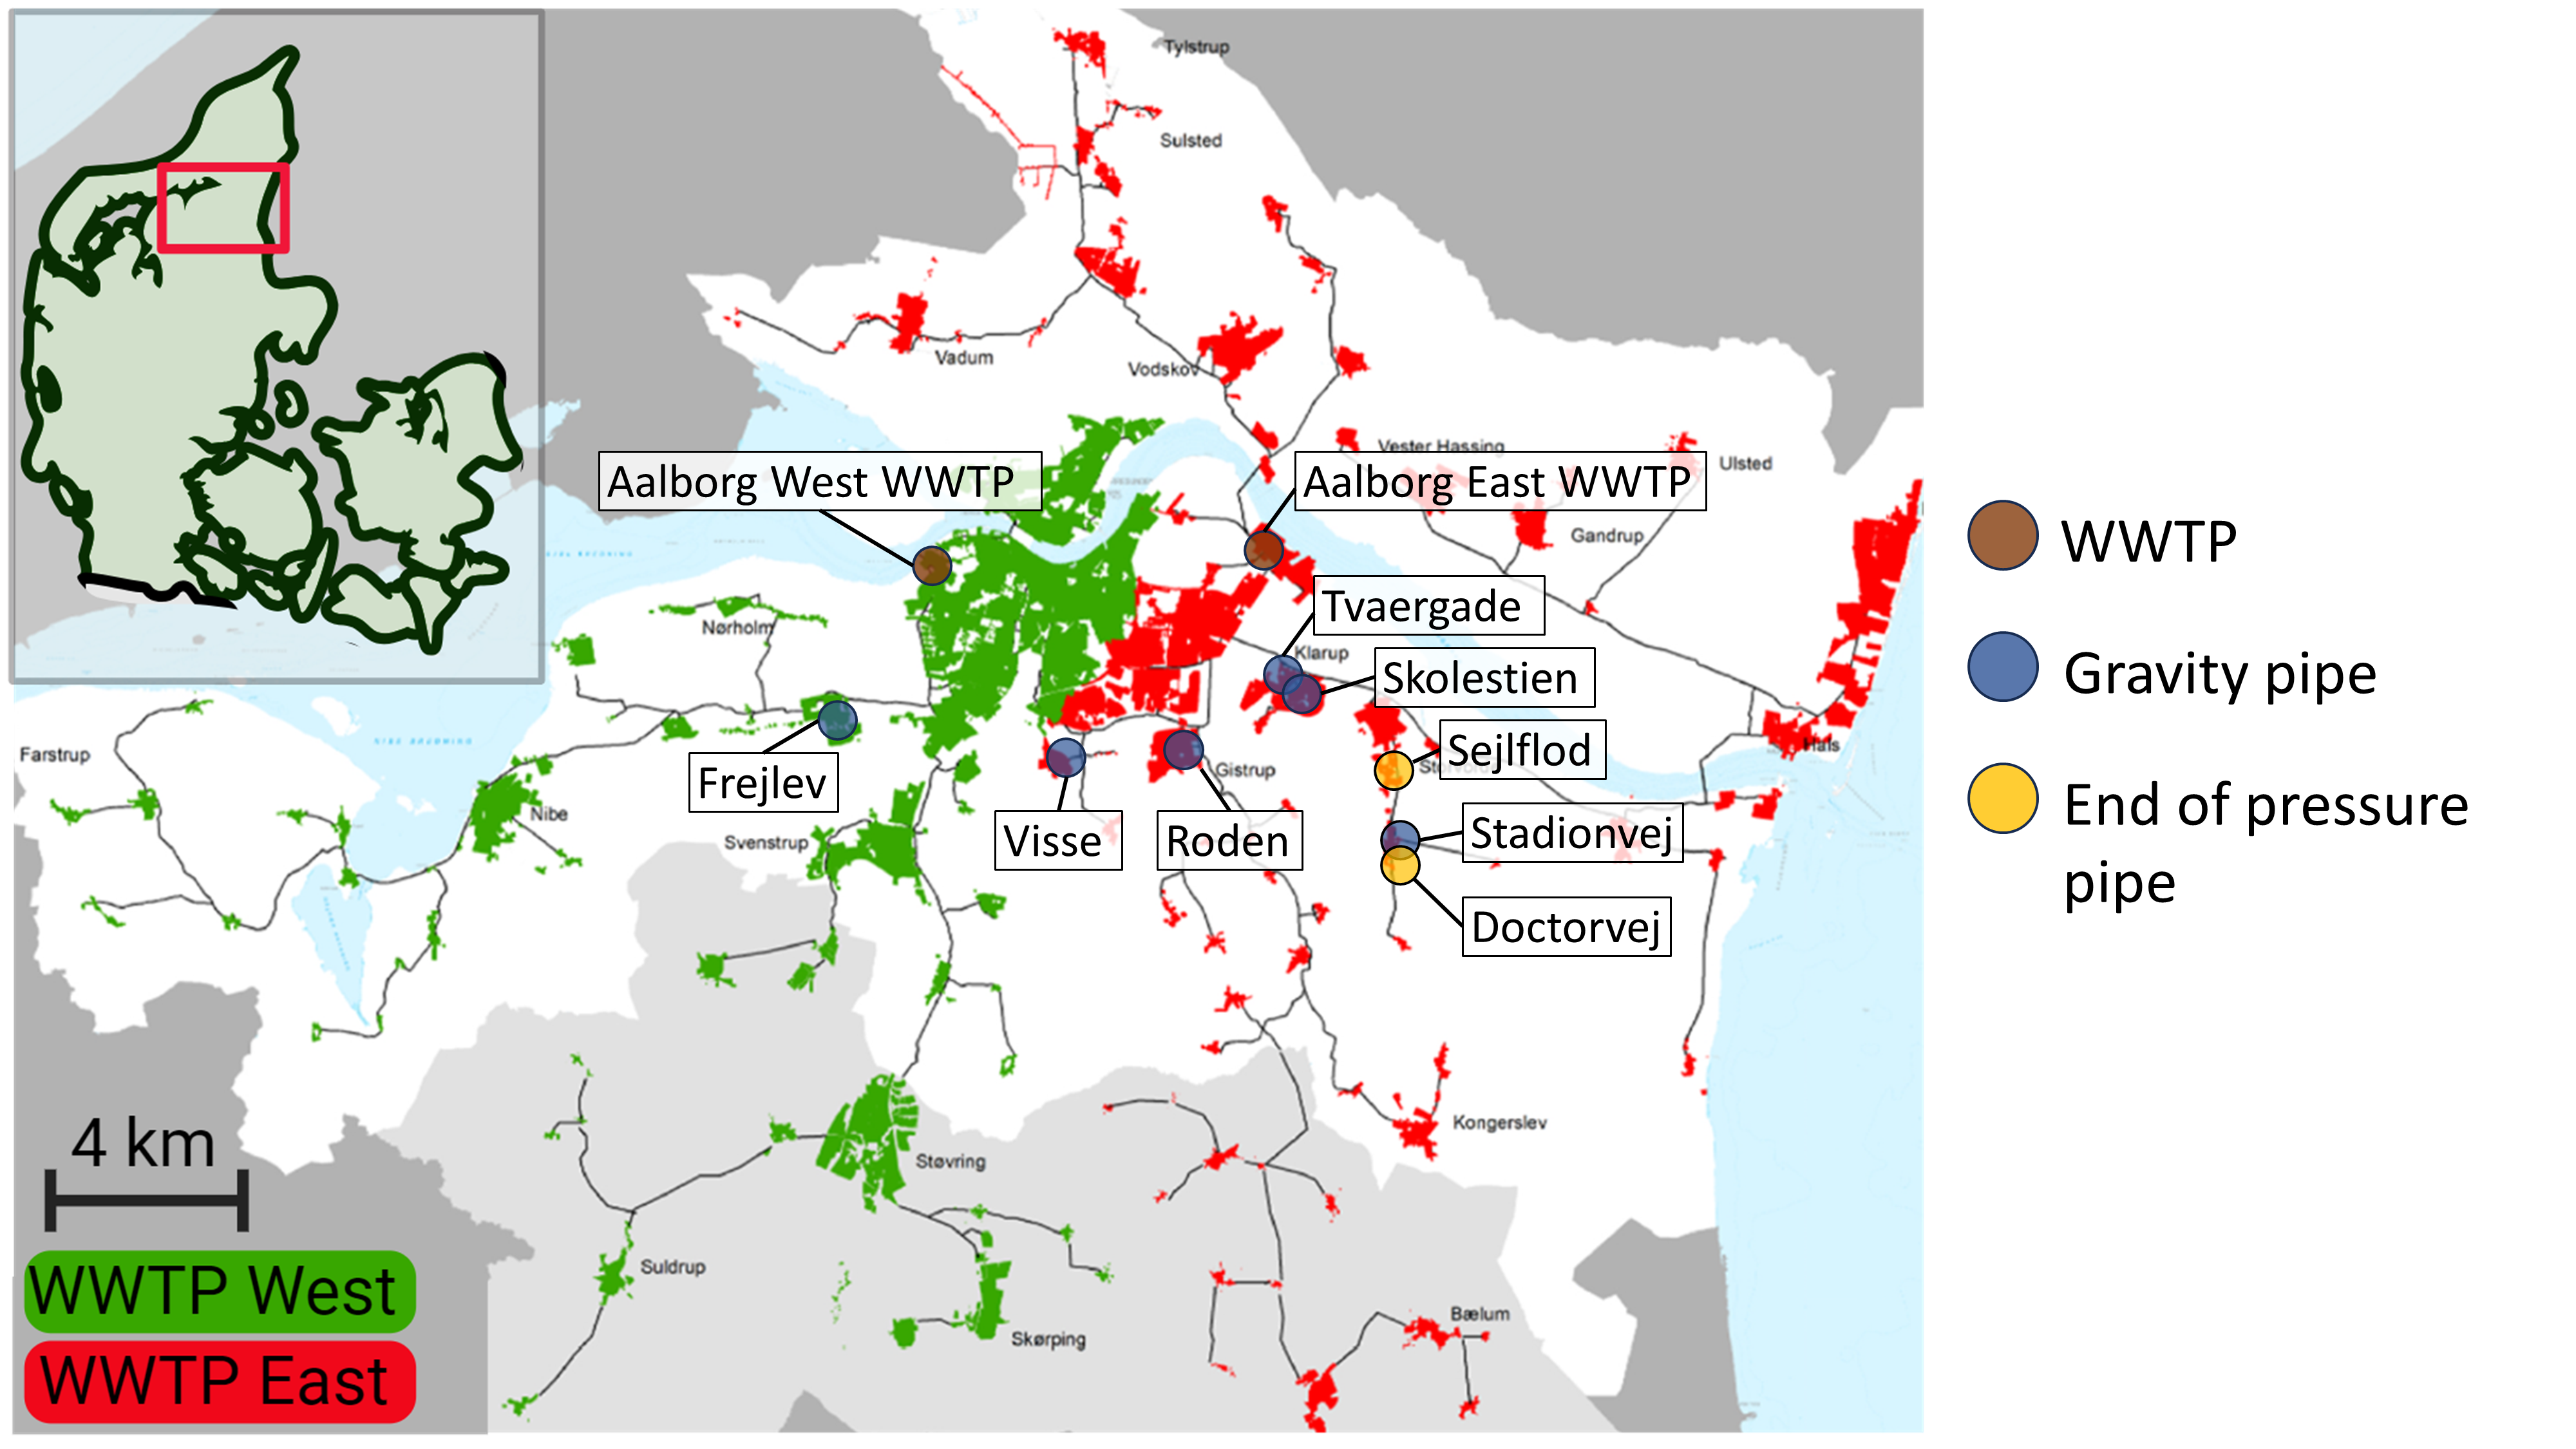 Tylstrup
Sulsted
Vadum
Vodskov
Vester Hassing
Ulsted
Aalborg West WWTP
Aalborg East WWTP
Gandrup
WWTP
Tvaergade
Nørholm
Klarup
Skolestien
Gravity pipe
Farstrup
Frejlev
Gistrup
Sejlflod
Hals
Nibe
Svenstrup
Visse
Roden
Stadionvej
End of pressure
pipe
Doctorvej
4 km
Kongerslev
Støvring
WWTP West
Suldrup
Skørping
Bælum
WWTP East